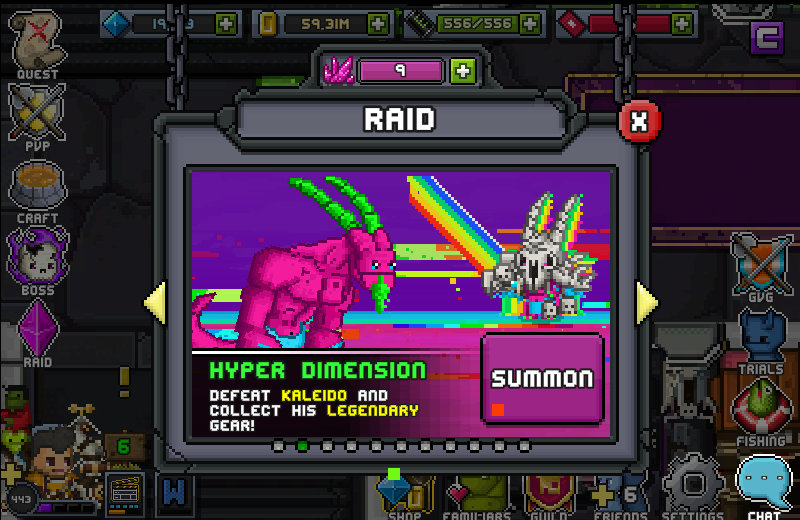 59.31M
556/556
QUEST
9
RAID
X
PVP
CRAFT
BOSS
GVG
RAID
TRIALS
HYPER DIMENSION
DEFEAT KALEIDO AND
COLLECT HIS LEGENDARY
GEAR!
SUMMON
FISHING
6
443
W
6
SHOP
FAMILIARS
GUILD
FRIENDS
SETTINGS
CHAT